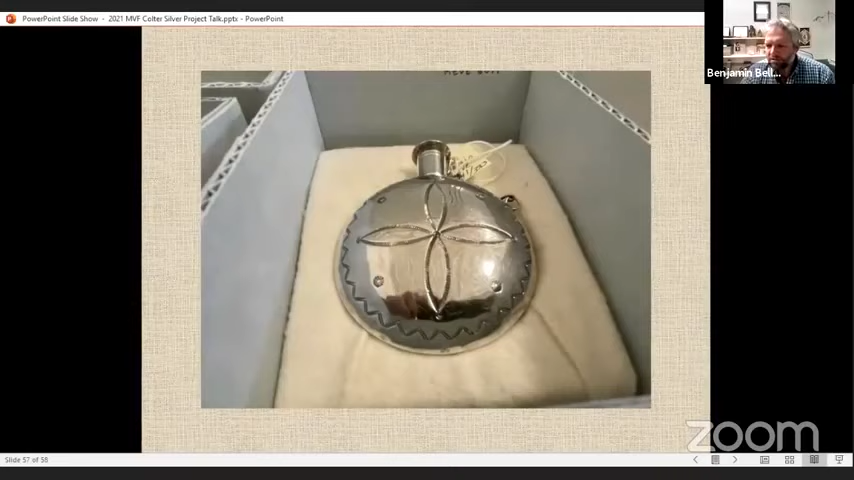 PowerPoint Slide Show - 2021 MVF Colter Silver Project Talk.pptx - PowerPoint
Benjamin Bell...
zoom
Slide 57 of 58